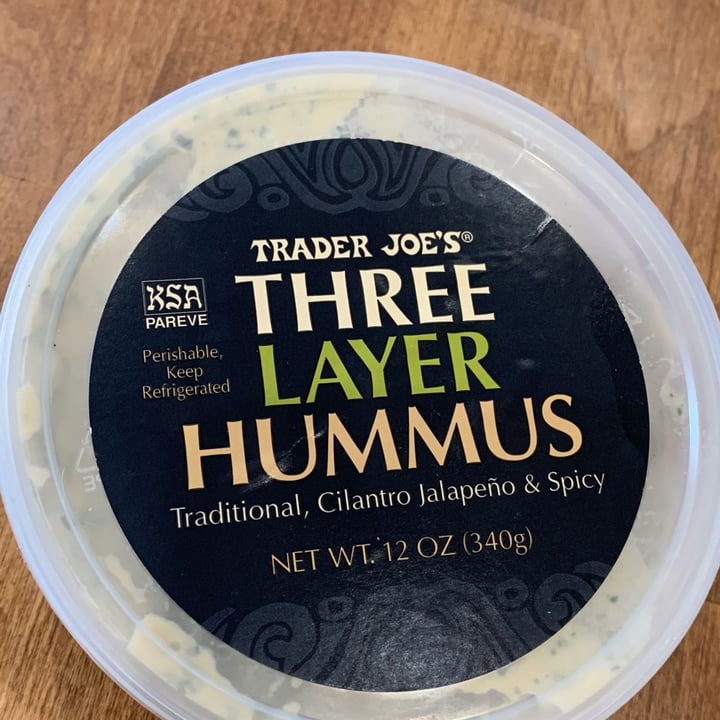 TRADER JOE'S®
THREE
LAYER
HUMMUS
Traditional, Cilantro Jalapeño & Spicy
NET WT. 12 OZ (340g)
KSA
PAREVE
Perishable,
Keep
Refrigerated